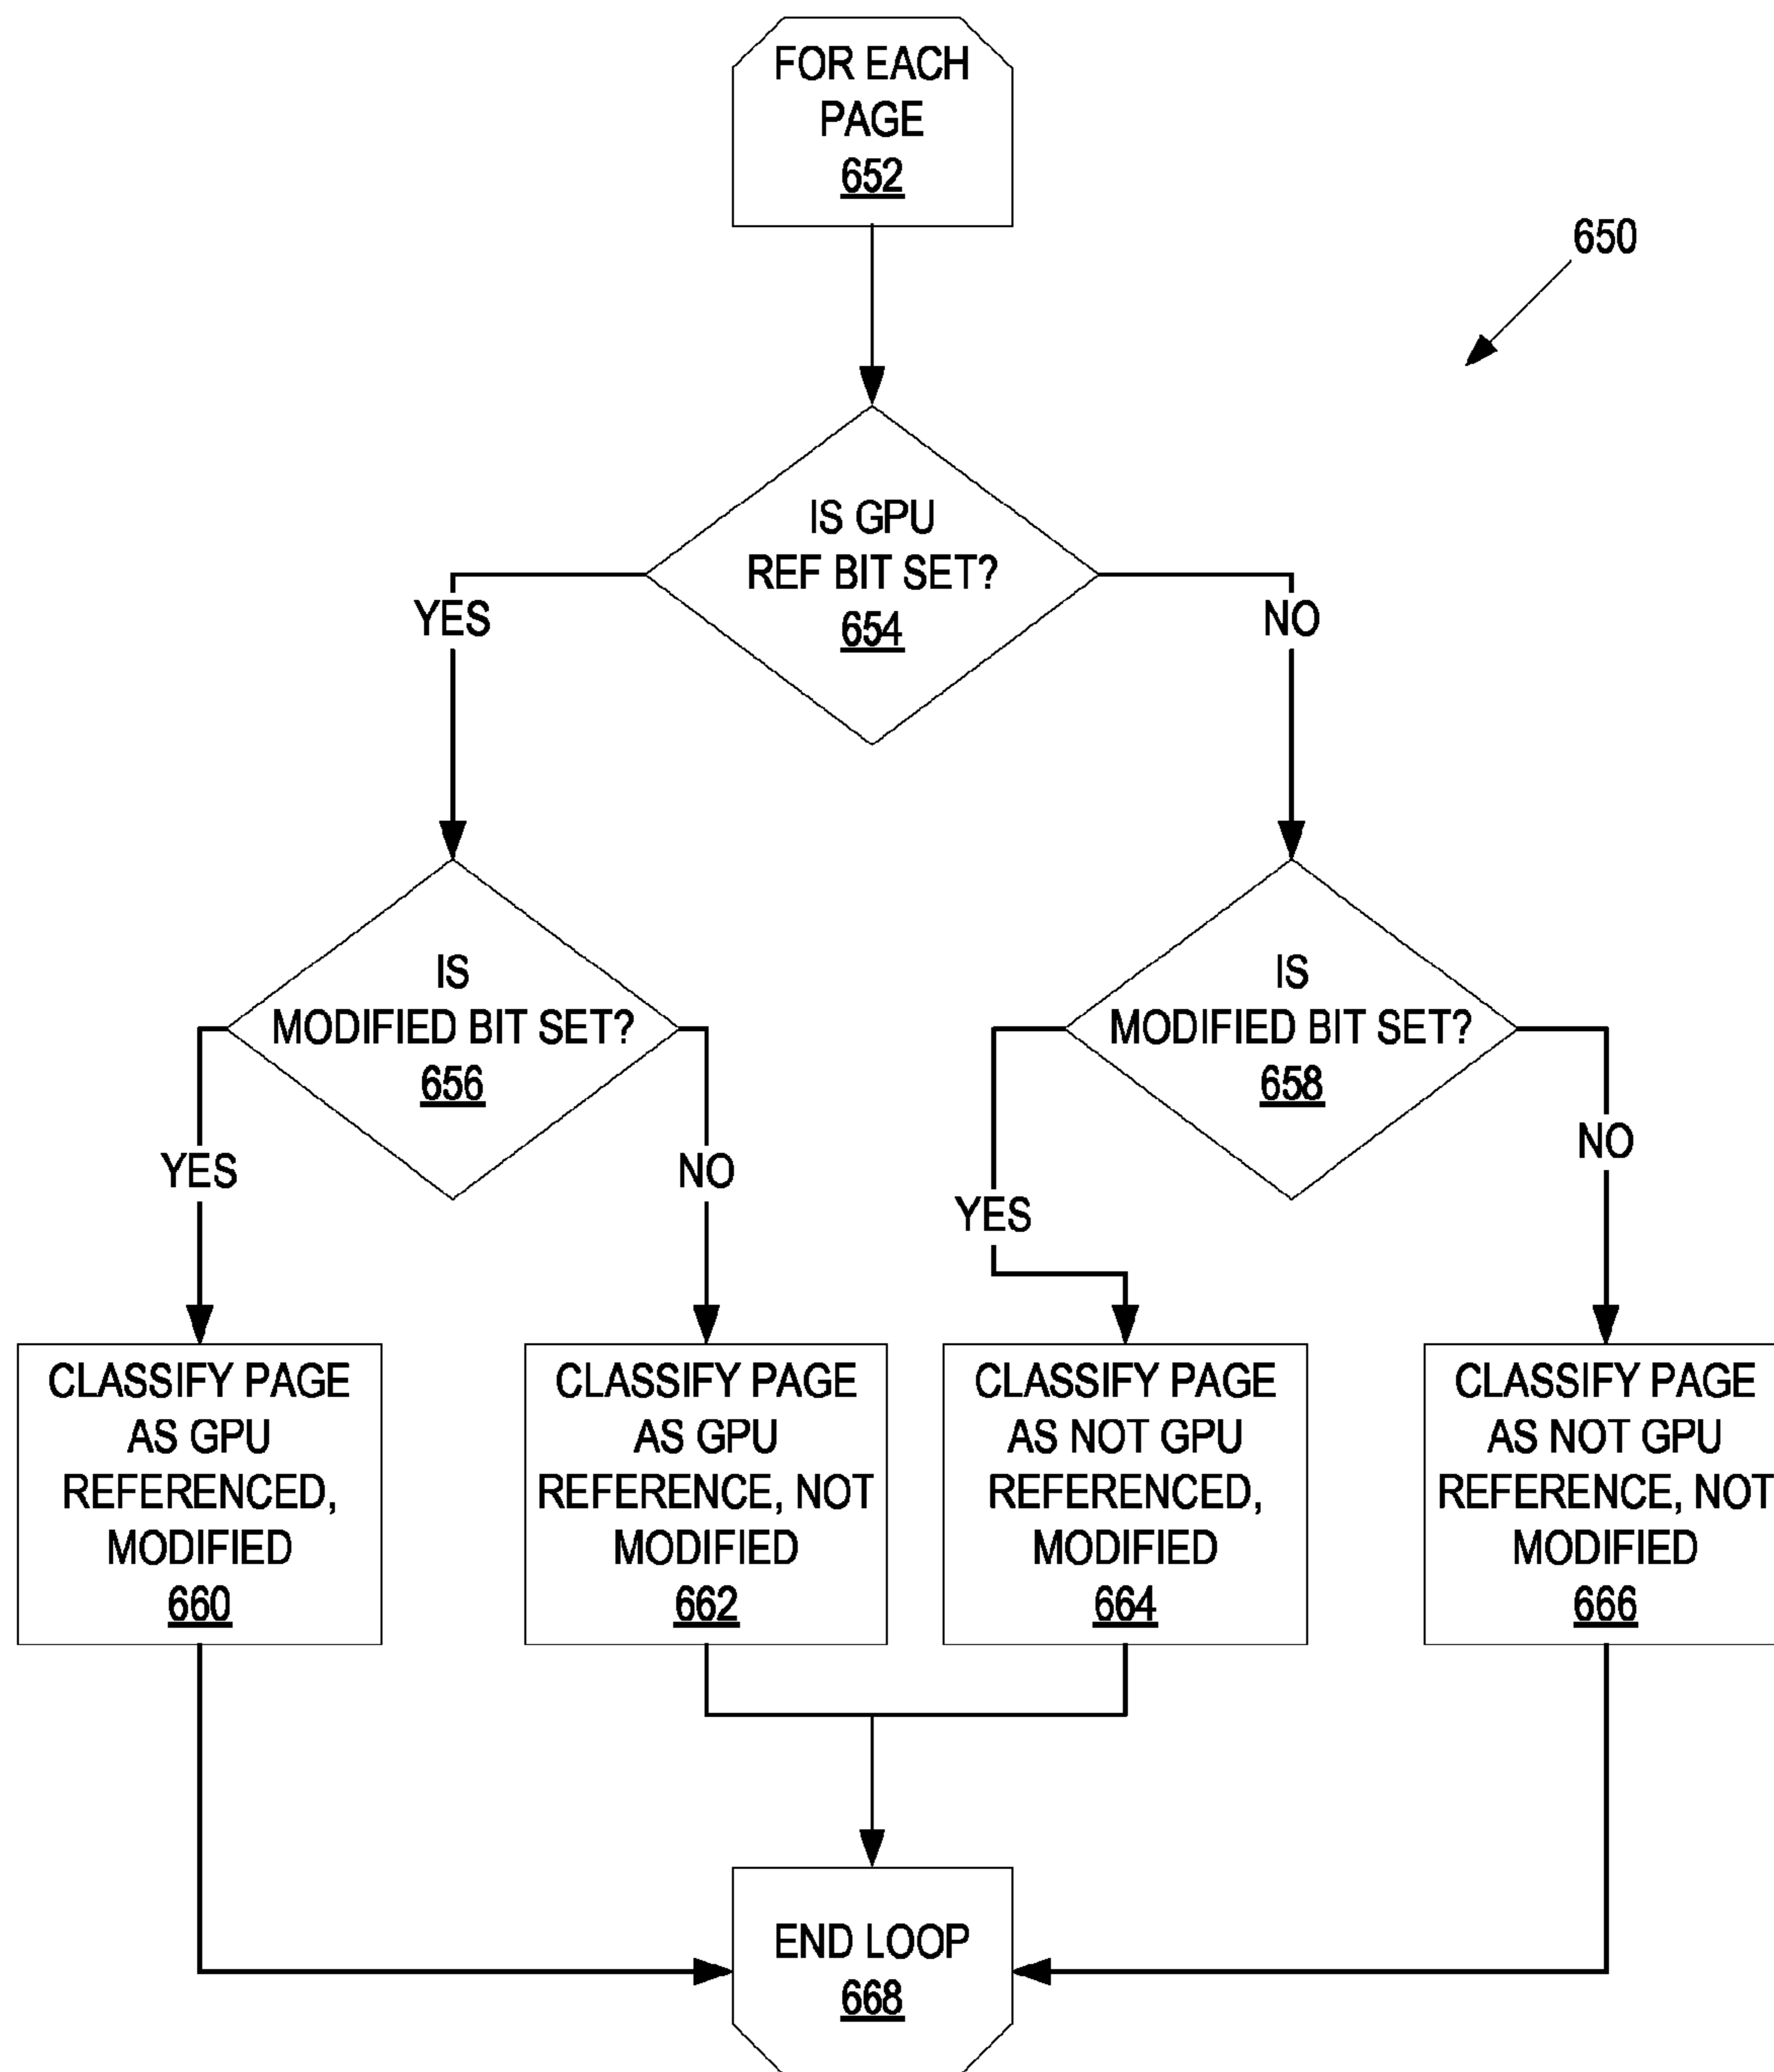 FOR EACH
PAGE
652
650
IS GPU
REF BIT SET?
654
YES
NO
IS
MODIFIED BIT SET?
656
IS
MODIFIED BIT SET?
658
YES
NO
YES
NO
CLASSIFY PAGE
AS GPU
REFERENCED,
MODIFIED
660
CLASSIFY PAGE
AS GPU
REFERENCE, NOT
MODIFIED
662
CLASSIFY PAGE
AS NOT GPU
REFERENCED,
MODIFIED
664
CLASSIFY PAGE
AS NOT GPU
REFERENCE, NOT
MODIFIED
666
END LOOP
668